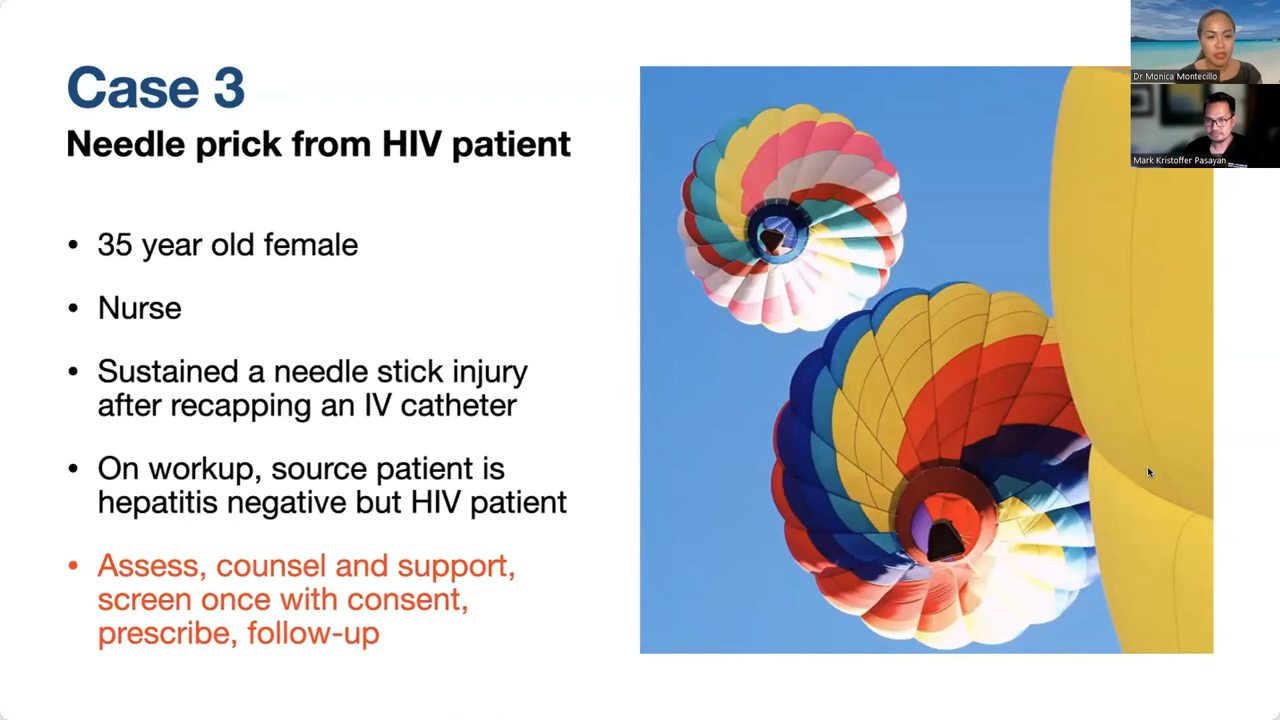 Case 3
Needle prick from HIV patient
• 35 year old female
• Nurse
• Sustained a needle stick injury
after recapping an IV catheter
• On workup, source patient is
hepatitis negative but HIV patient
• Assess, counsel and support,
screen once with consent,
prescribe, follow-up
Dr Monica Montecillo
Mark Kristoffer Pasayan